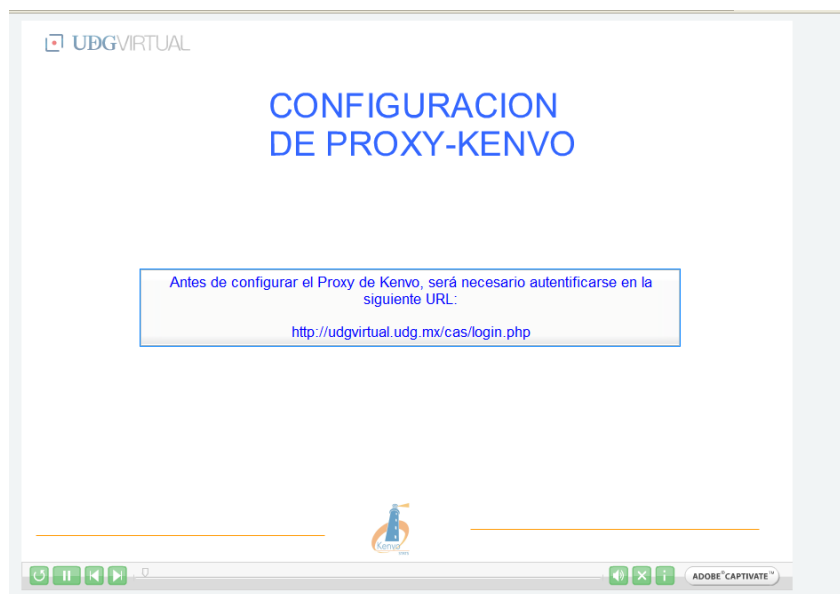 UDGVIRTUAL
CONFIGURACION
DE PROXY-KENVO
Antes de configurar el Proxy de Kenvo, será necesario autentificarse en la
siguiente URL:
http://udgvirtual.udg.mx/cas/login.php
Kenvo
ADOBE® CAPTIVATE™